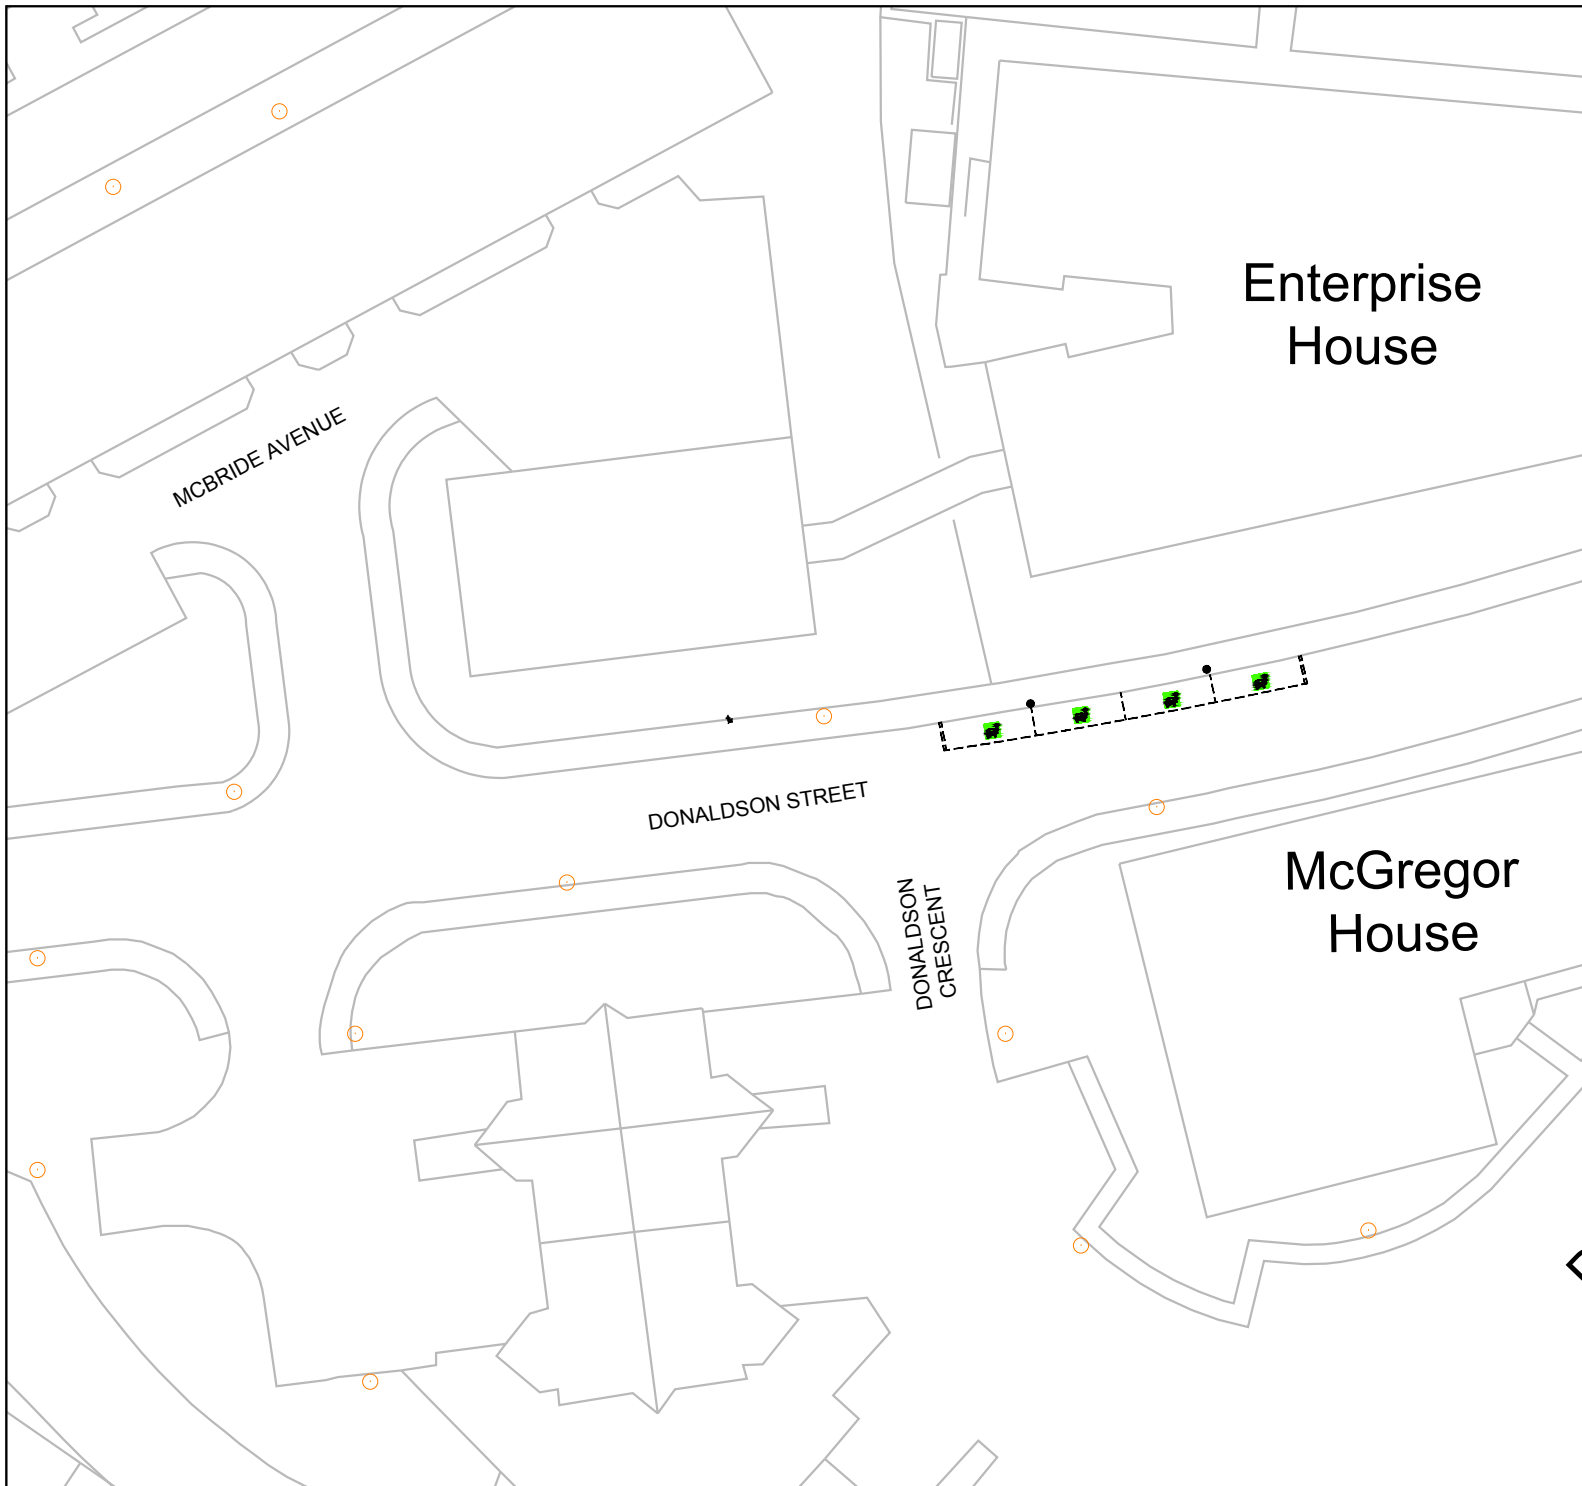 Enterprise
House
MCBRIDE AVENUE
DONALDSON STREET
McGregor
House
DONALDSON
CRESCENT